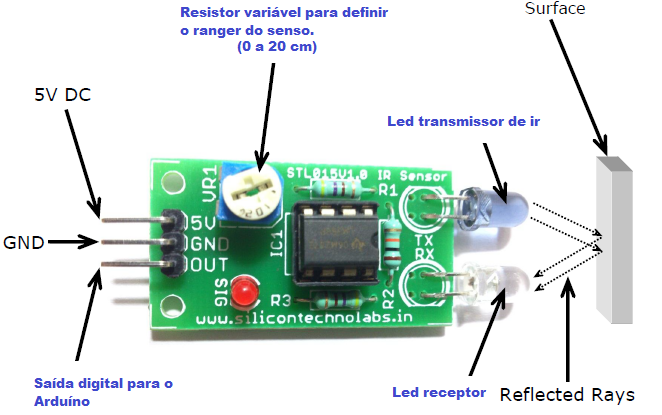 Resistor variável para definir
o ranger do senso.
(0 a 20 cm)
Surface
5V DC
Led transmissor de ir
STL015V1.0 IR Sensor
VR1
R1
5V
GND
GND
OUT
IC1
TX
RX
SIG
R3
R2
www.silicontechnolabs.in
Saída digital para o
Arduíno
Led receptor
Reflected Rays